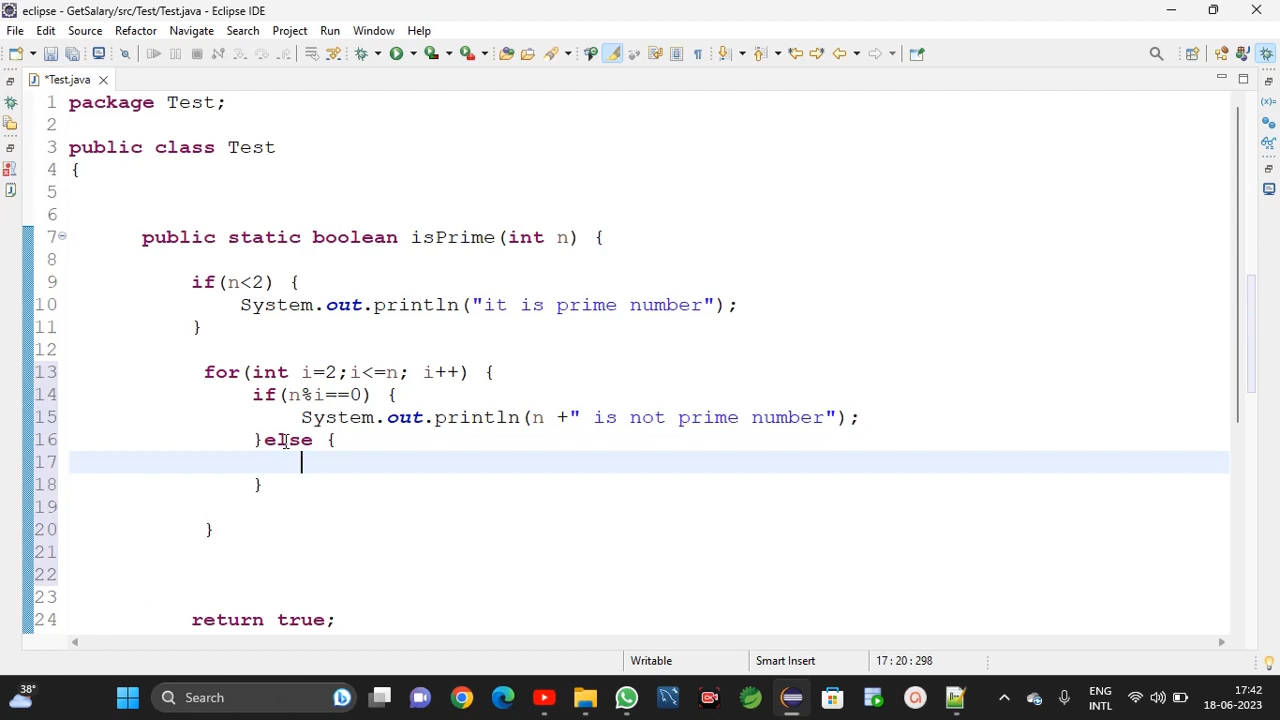 eclipse - GetSalary/src/Test/Test.java - Eclipse IDE
File Edit Source Refactor Navigate Search Project Run Window Help
*Test.java
1 package Test;
2
3 public class Test
4 {
5
6
7 public static boolean isPrime(int n) {
8
9 if(n<2) {
10 System.out.println("it is prime number");
11 }
12
13 for(int i=2;i<=n; i++) {
14 if(n%i==0) {
15 System.out.println(n +" is not prime number");
16 }else {
17
18 }
19
20 }
21
22
23
24 return true;
Writable Smart Insert 17 : 20 : 298
38°
Search
ENG
INTL
17:42
18-06-2023